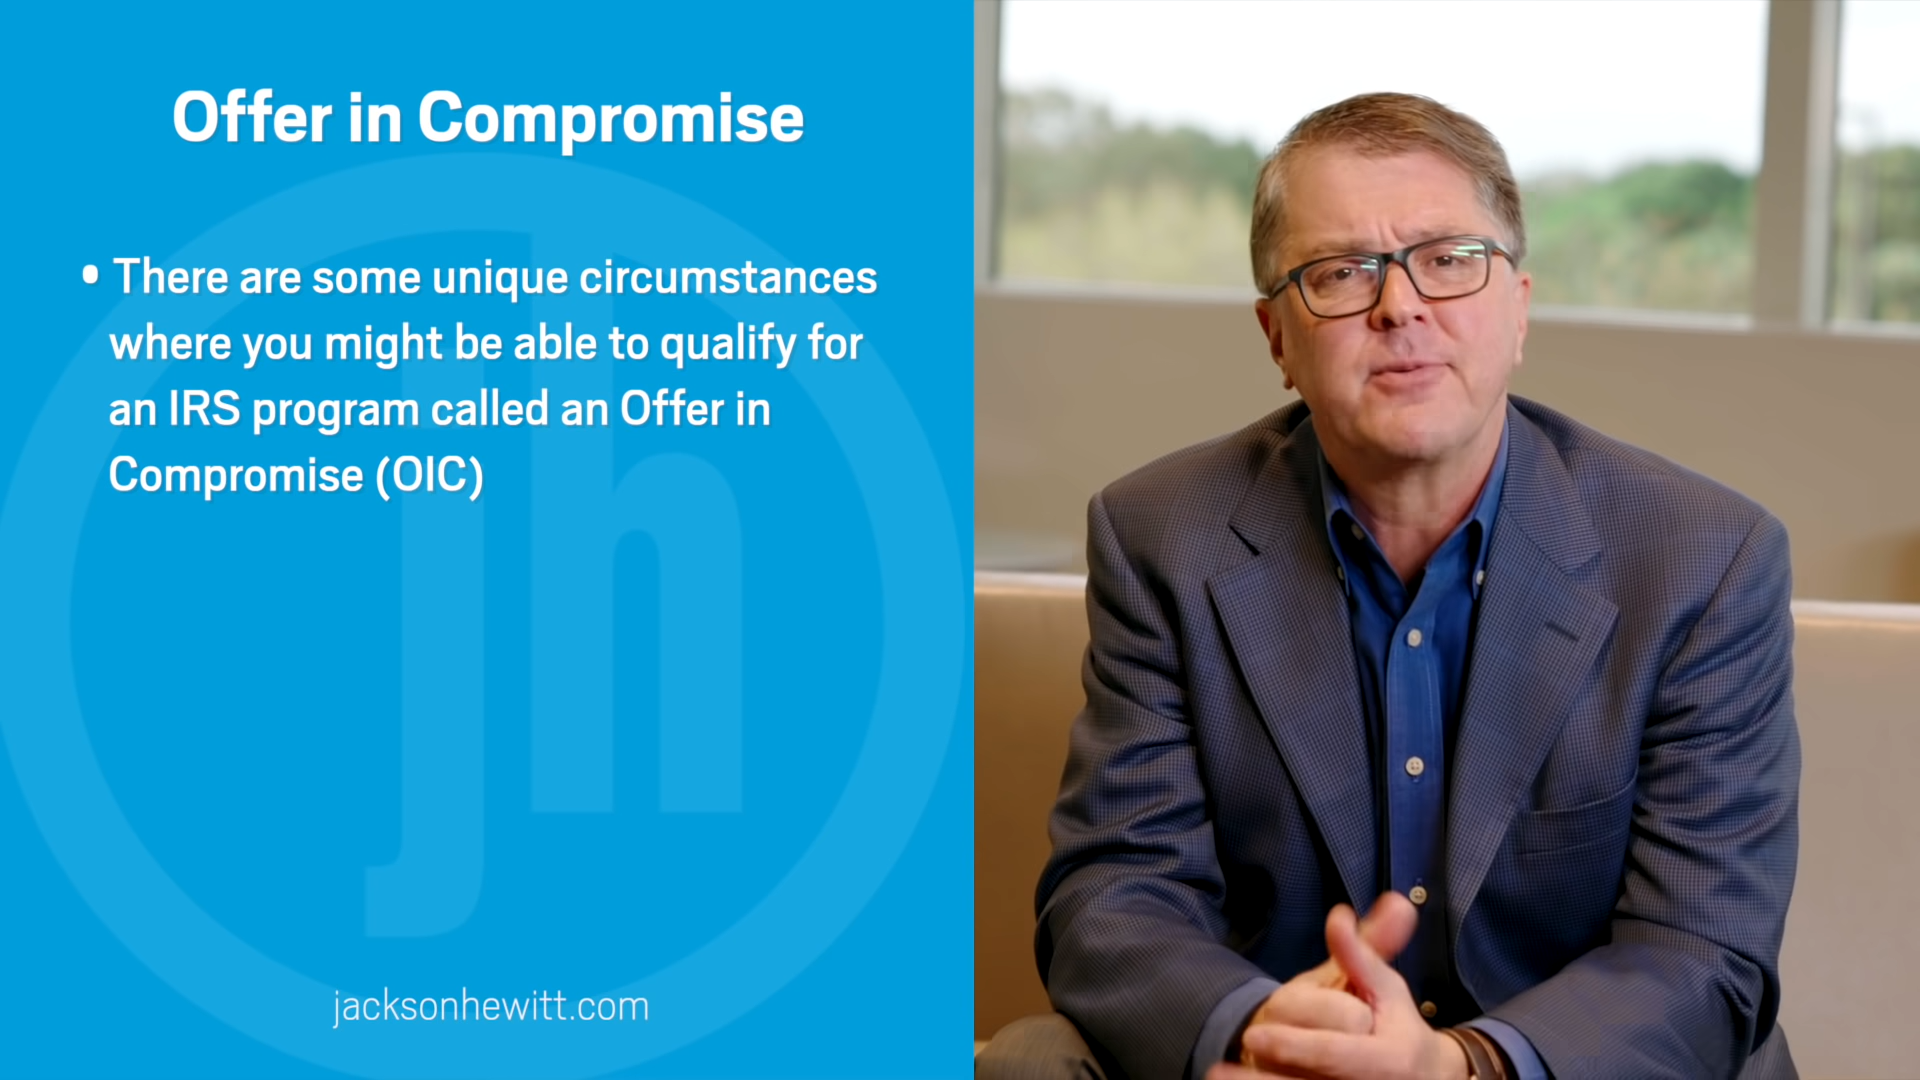 Offer in Compromise
• There are some unique circumstances
where you might be able to qualify for
an IRS program called an Offer in
Compromise (OIC)
jh
jacksonhewitt.com